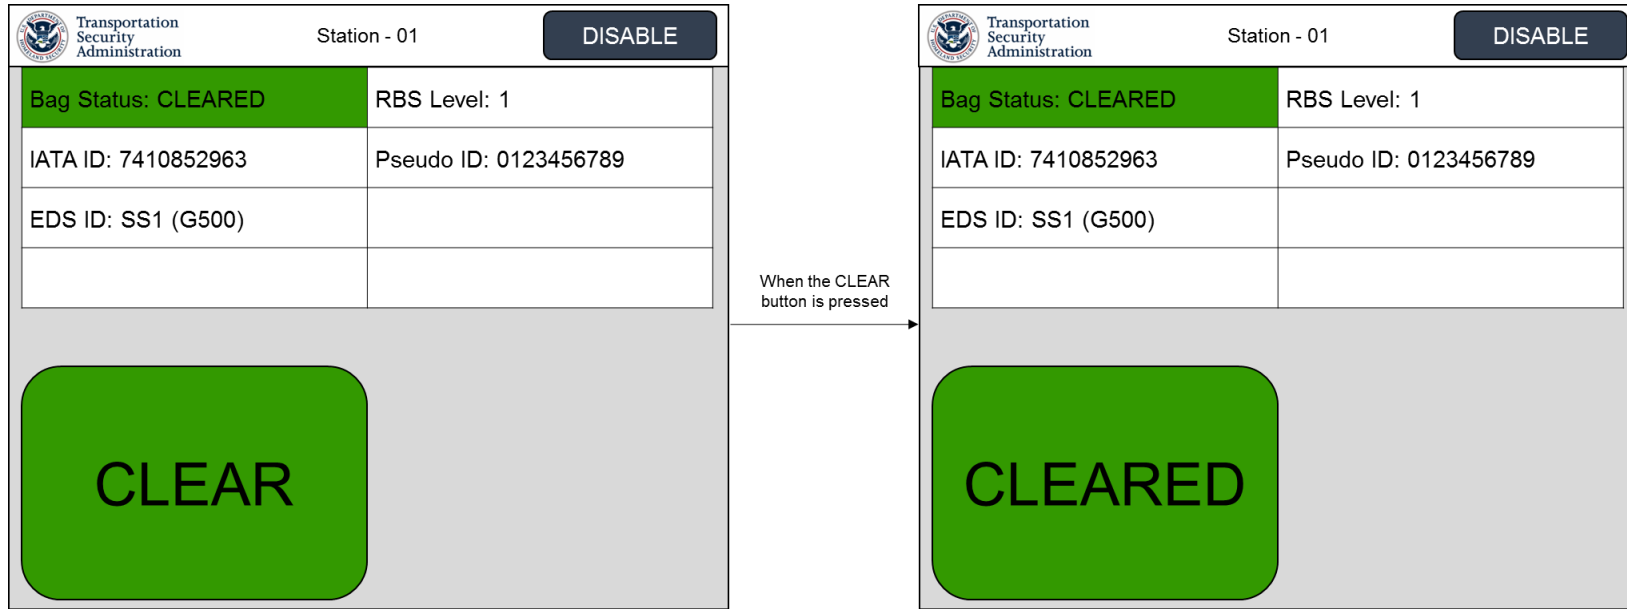 Transportation
Security
Administration
Station - 01
DISABLE
Bag Status: CLEARED
RBS Level: 1
IATA ID: 7410852963
Pseudo ID: 0123456789
EDS ID: SS1 (G500)
CLEAR
When the CLEAR
button is pressed
Transportation
Security
Administration
Station - 01
DISABLE
Bag Status: CLEARED
RBS Level: 1
IATA ID: 7410852963
Pseudo ID: 0123456789
EDS ID: SS1 (G500)
CLEARED